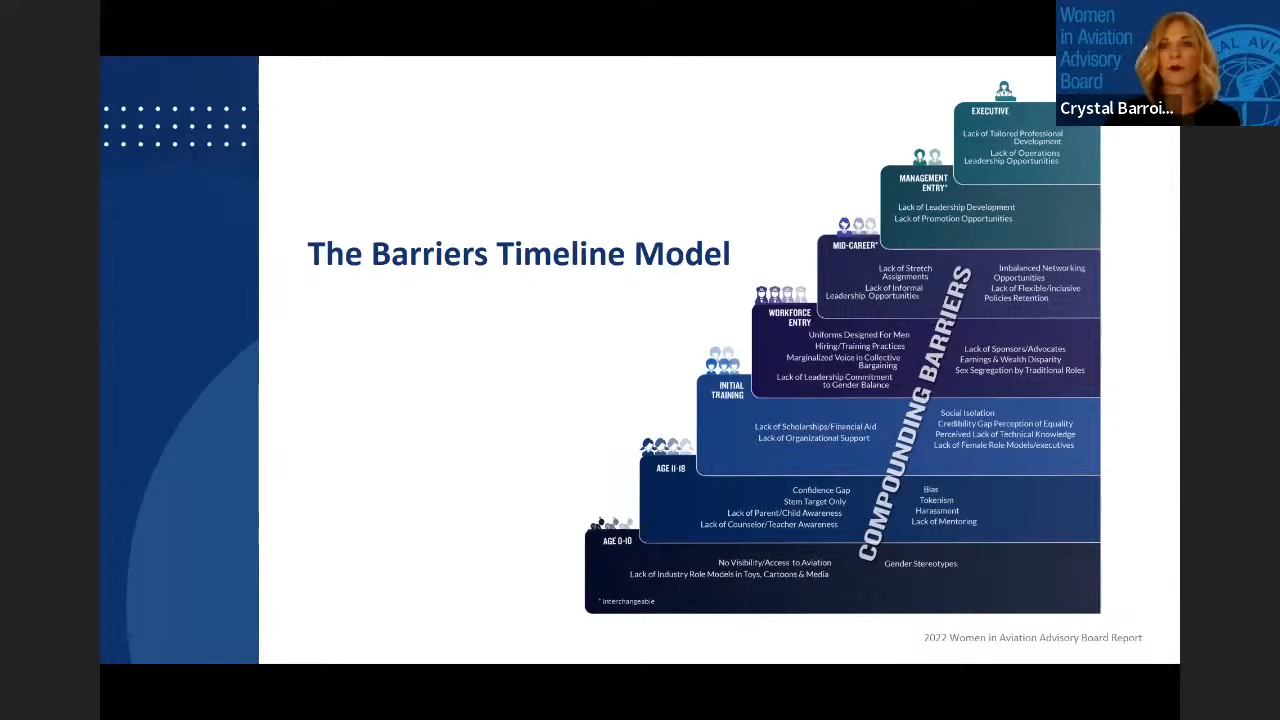 Women
in Aviation
Advisory
Board
AL AVI
Crystal Barroi...
The Barriers Timeline Model
EXECUTIVE
Lack of Tailored Professional
Development
Lack of Operations
Leadership Opportunities
MANAGEMENT
ENTRY*
Lack of Leadership Development
Lack of Promotion Opportunities
MID-CAREER*
Lack of Stretch
Assignments
Lack of Informal
Leadership Opportunities
Imbalanced Networking
Opportunities
Lack of Flexible/inclusive
Policies Retention
WORKFORCE
ENTRY
Uniforms Designed For Men
Hiring/Training Practices
Marginalized Voice in Collective
Bargaining
Lack of Leadership Commitment
to Gender Balance
Lack of Sponsors/Advocates
Earnings & Wealth Disparity
Sex Segregation by Traditional Roles
INITIAL
TRAINING
Lack of Scholarships/Financial Aid
Lack of Organizational Support
Social Isolation
Credibility Gap Perception of Equality
Perceived Lack of Technical Knowledge
Lack of Female Role Models/executives
AGE 11-18
Confidence Gap
Stem Target Only
Lack of Parent/Child Awareness
Lack of Counselor/Teacher Awareness
Bias
Tokenism
Harassment
Lack of Mentoring
AGE 0-10
No Visibility/Access to Aviation
Lack of Industry Role Models in Toys, Cartoons & Media
Gender Stereotypes
COMPOUNDING BARRIERS
* interchangeable
2022 Women in Aviation Advisory Board Report